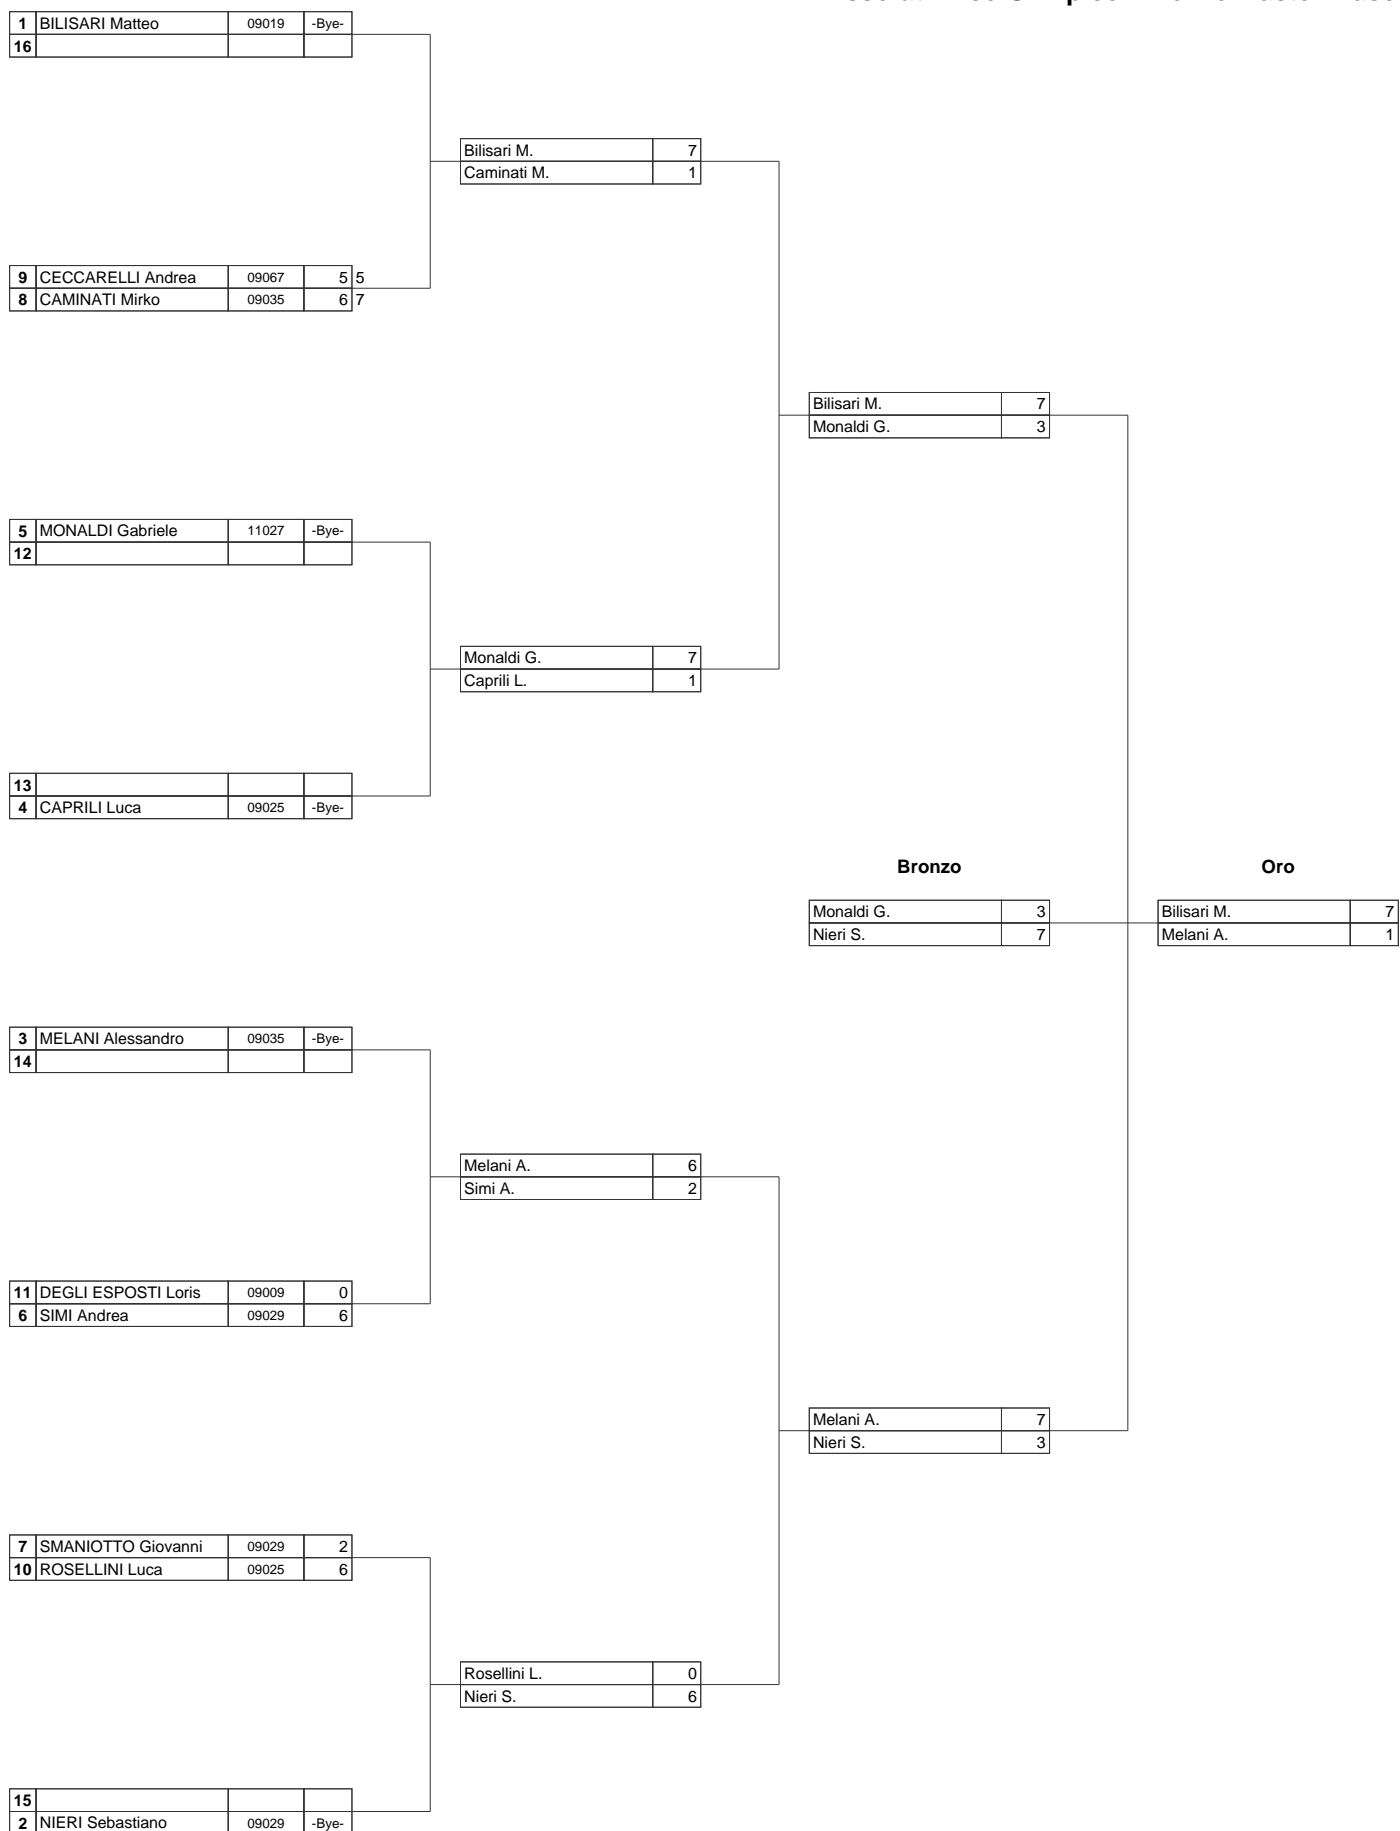 1 BILISARI Matteo 09019 -Bye-
16
Bilisari M. 7
Caminati M. 1
9 CECCARELLI Andrea 09067 5 5
8 CAMINATI Mirko 09035 6 7
Bilisari M. 7
Monaldi G. 3
5 MONALDI Gabriele 11027 -Bye-
12
Monaldi G. 7
Caprili L. 1
13
4 CAPRILI Luca 09025 -Bye-
Bronzo Oro
Monaldi G. 3 Bilisari M. 7
Nieri S. 7 Melani A. 1
3 MELANI Alessandro 09035 -Bye-
14
Melani A. 6
Simi A. 2
11 DEGLI ESPOSTI Loris 09009 0
6 SIMI Andrea 09029 6
Melani A. 7
Nieri S. 3
7 SMANIOTTO Giovanni 09029 2
10 ROSELLINI Luca 09025 6
Rosellini L. 0
Nieri S. 6
15
2 NIERI Sebastiano 09029 -Bye-